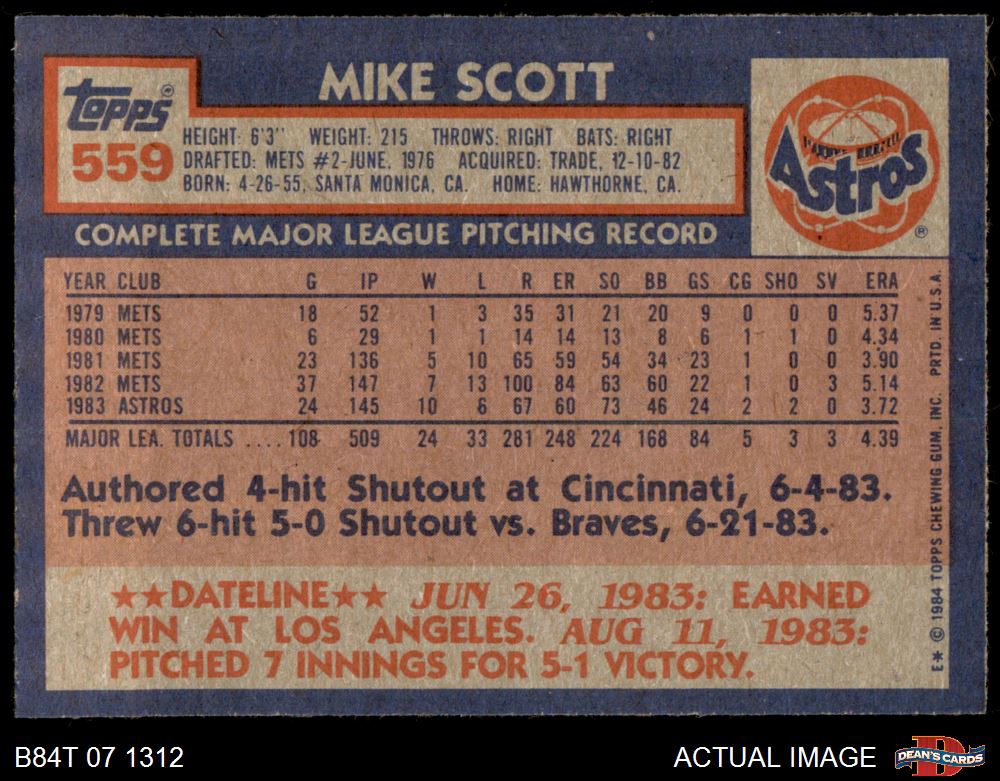 MIKE SCOTT
Topps®
559
HEIGHT: 6'3" WEIGHT: 215 THROWS: RIGHT BATS: RIGHT
DRAFTED: METS #2-JUNE, 1976 ACQUIRED: TRADE, 12-10-82
BORN: 4-26-55, SANTA MONICA, CA. HOME: HAWTHORNE, CA.
Astros
®
COMPLETE MAJOR LEAGUE PITCHING RECORD
YEAR CLUB G IP W L R ER SO BB GS CG SHO SV ERA
1979 METS 18 52 1 3 35 31 21 20 9 0 0 0 5.37
1980 METS 6 29 1 1 14 14 13 8 6 1 1 0 4.34
1981 METS 23 136 5 10 65 59 54 34 23 1 0 0 3.90
1982 METS 37 147 7 13 100 84 63 60 22 1 0 3 5.14
1983 ASTROS 24 145 10 6 67 60 73 46 24 2 2 0 3.72
MAJOR LEA. TOTALS .... 108 509 24 33 281 248 224 168 84 5 3 3 4.39
Authored 4-hit Shutout at Cincinnati, 6-4-83.
Threw 6-hit 5-0 Shutout vs. Braves, 6-21-83.
★★DATELINE★★ JUN 26, 1983: EARNED
WIN AT LOS ANGELES. AUG 11, 1983:
PITCHED 7 INNINGS FOR 5-1 VICTORY.
E✶ © 1984 TOPPS CHEWING GUM, INC. PRTD. IN U.S.A.
B84T 07 1312
ACTUAL IMAGE
D
DEAN'S CARDS